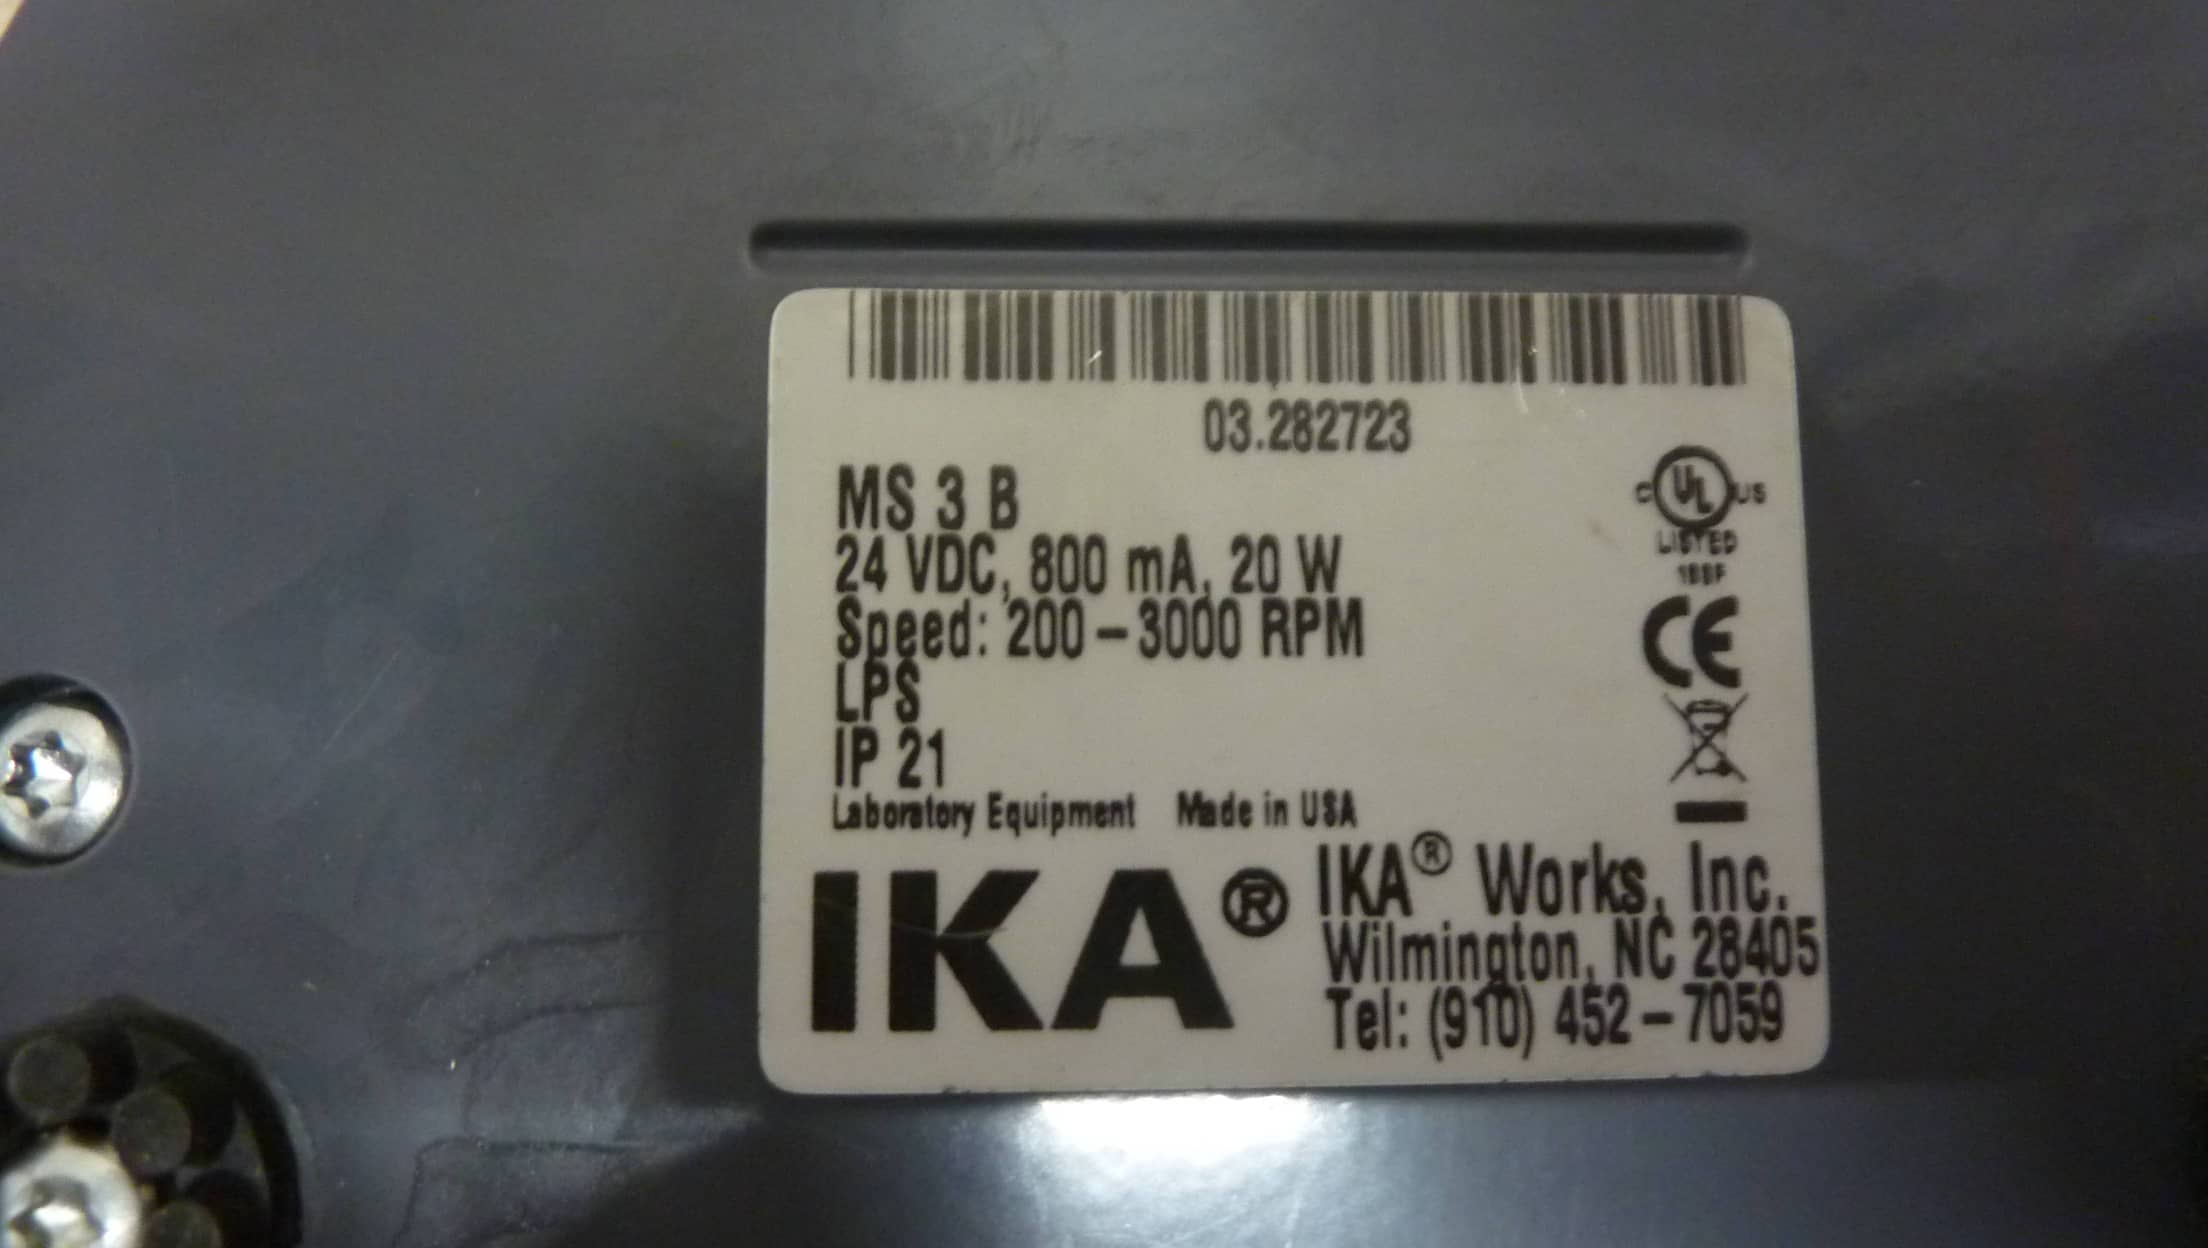 03.282723
MS 3 B
24 VDC, 800 mA, 20 W
Speed: 200 – 3000 RPM
LPS
IP 21
Laboratory Equipment Made in USA
C UL US
LISTED
CE
IKA®
IKA® Works, Inc.
Wilmington, NC 28405
Tel: (910) 452 – 7059